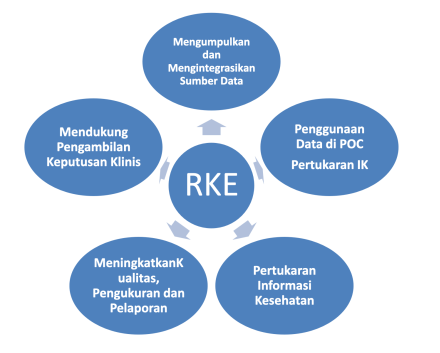 Mengumpulkan
dan
Mengintegrasikan
Sumber Data
Mendukung
Pengambilan
Keputusan Klinis
Penggunaan
Data di POC
Pertukaran IK
RKE
MeningkatkanK
ualitas,
Pengukuran dan
Pelaporan
Pertukaran
Informasi
Kesehatan